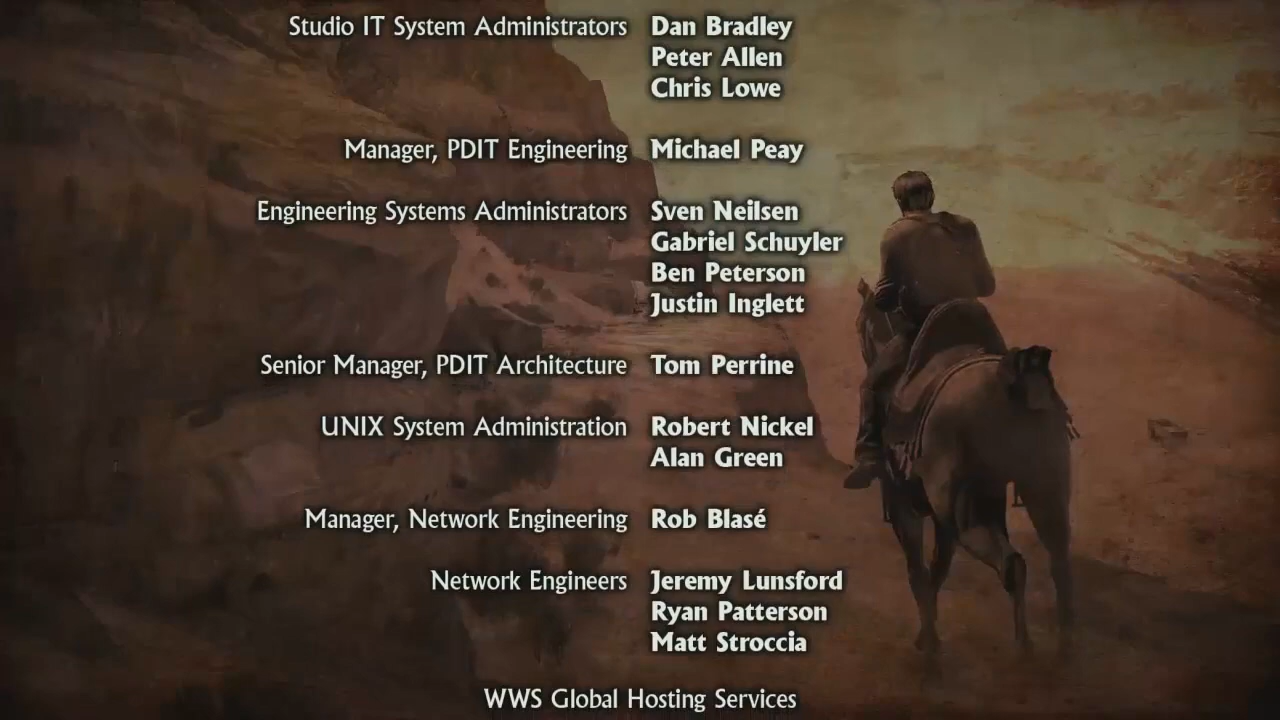 Studio IT System Administrators Dan Bradley
Peter Allen
Chris Lowe
Manager, PDIT Engineering Michael Peay
Engineering Systems Administrators Sven Neilsen
Gabriel Schuyler
Ben Peterson
Justin Inglett
Senior Manager, PDIT Architecture Tom Perrine
UNIX System Administration Robert Nickel
Alan Green
Manager, Network Engineering Rob Blasé
Network Engineers Jeremy Lunsford
Ryan Patterson
Matt Stroccia
WWS Global Hosting Services